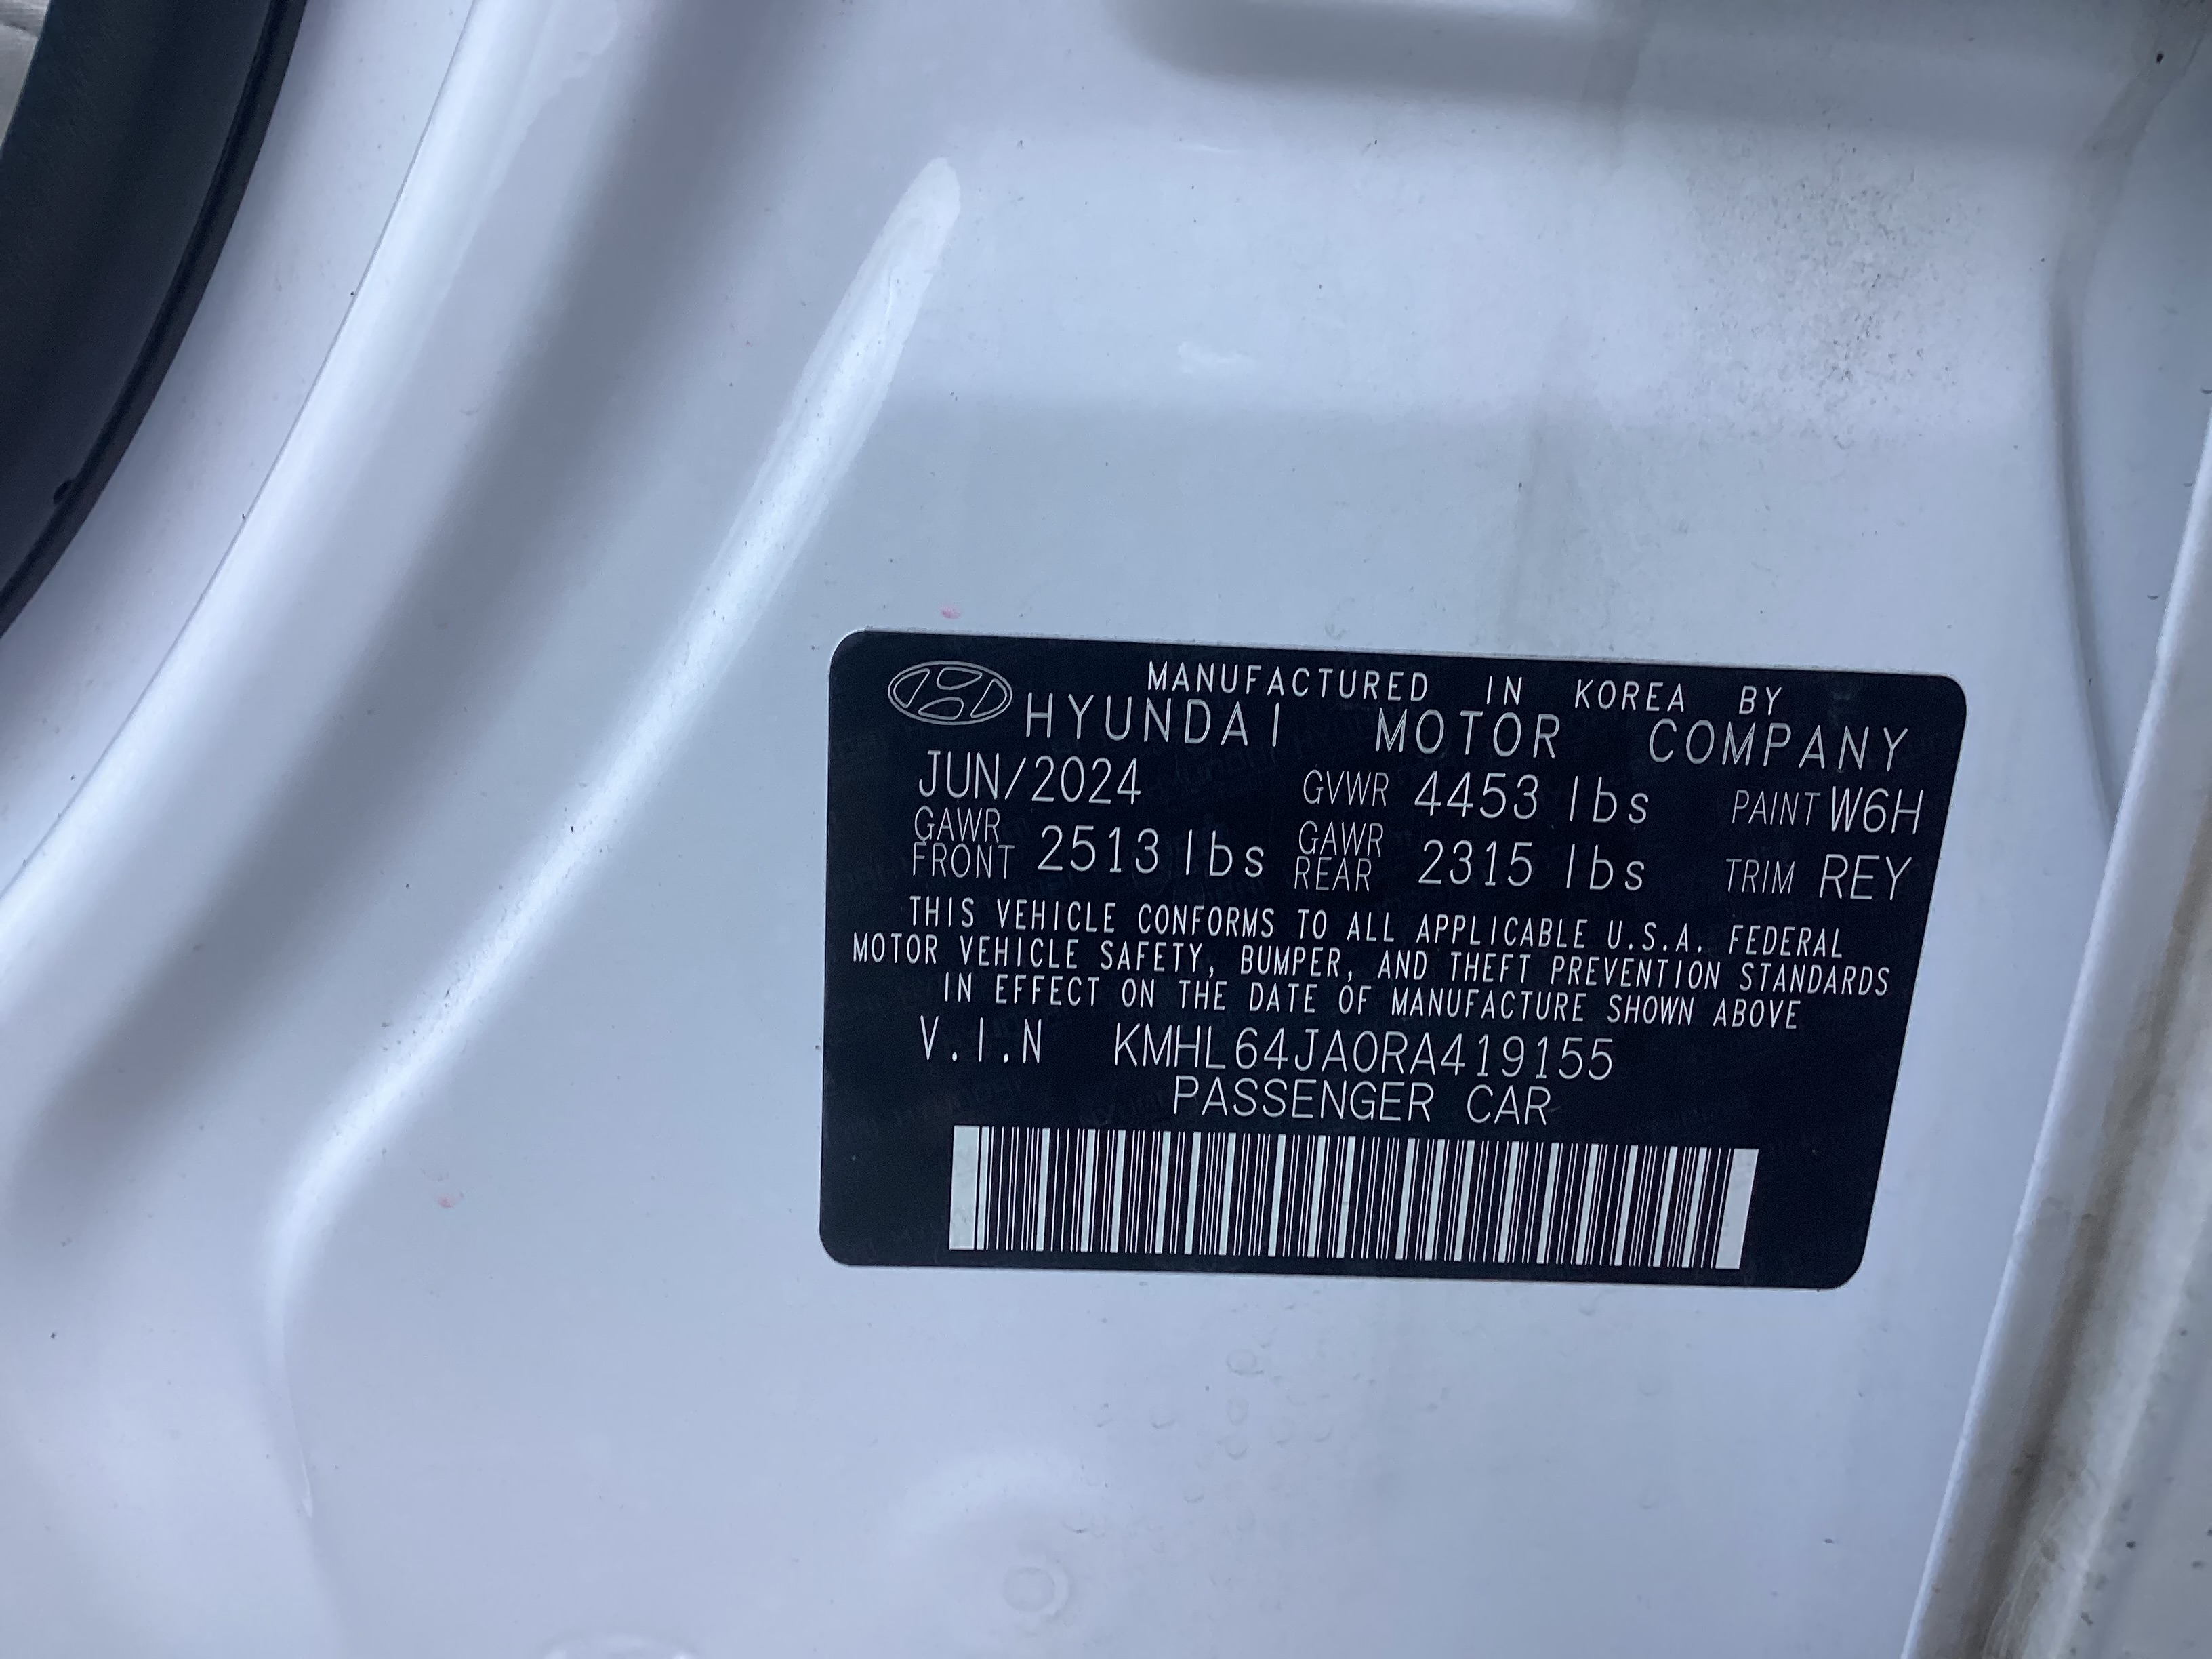 MANUFACTURED IN KOREA BY
HYUNDAI MOTOR COMPANY
JUN/2024 GVWR 4453 lbs PAINT W6H
GAWR FRONT 2513 lbs GAWR REAR 2315 lbs TRIM REY
THIS VEHICLE CONFORMS TO ALL APPLICABLE U.S.A. FEDERAL
MOTOR VEHICLE SAFETY, BUMPER, AND THEFT PREVENTION STANDARDS
IN EFFECT ON THE DATE OF MANUFACTURE SHOWN ABOVE
V.I.N KMHL64JA0RA419155
PASSENGER CAR